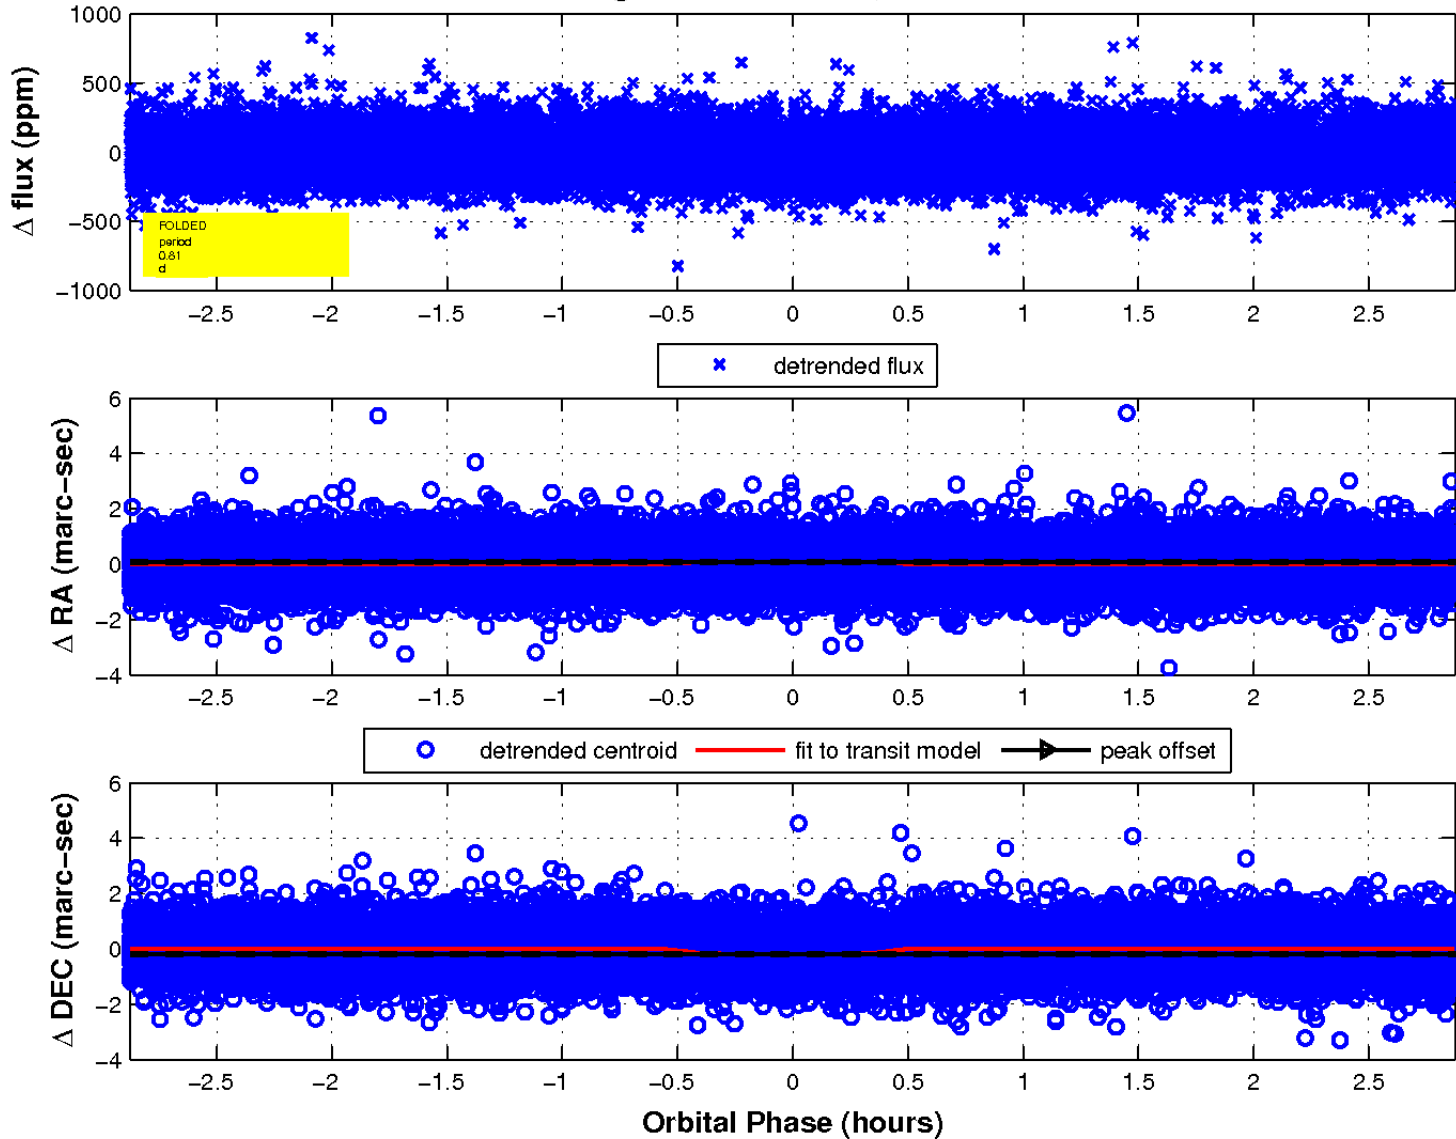 1000
500
0
−500
−1000
Δ flux (ppm)
FOLDED
period
0.81
d
−2.5 −2 −1.5 −1 −0.5 0 0.5 1 1.5 2 2.5
detrended flux
6
4
2
0
−2
−4
Δ RA (marc−sec)
−2.5 −2 −1.5 −1 −0.5 0 0.5 1 1.5 2 2.5
detrended centroid fit to transit model peak offset
6
4
2
0
−2
−4
Δ DEC (marc−sec)
−2.5 −2 −1.5 −1 −0.5 0 0.5 1 1.5 2 2.5
Orbital Phase (hours)